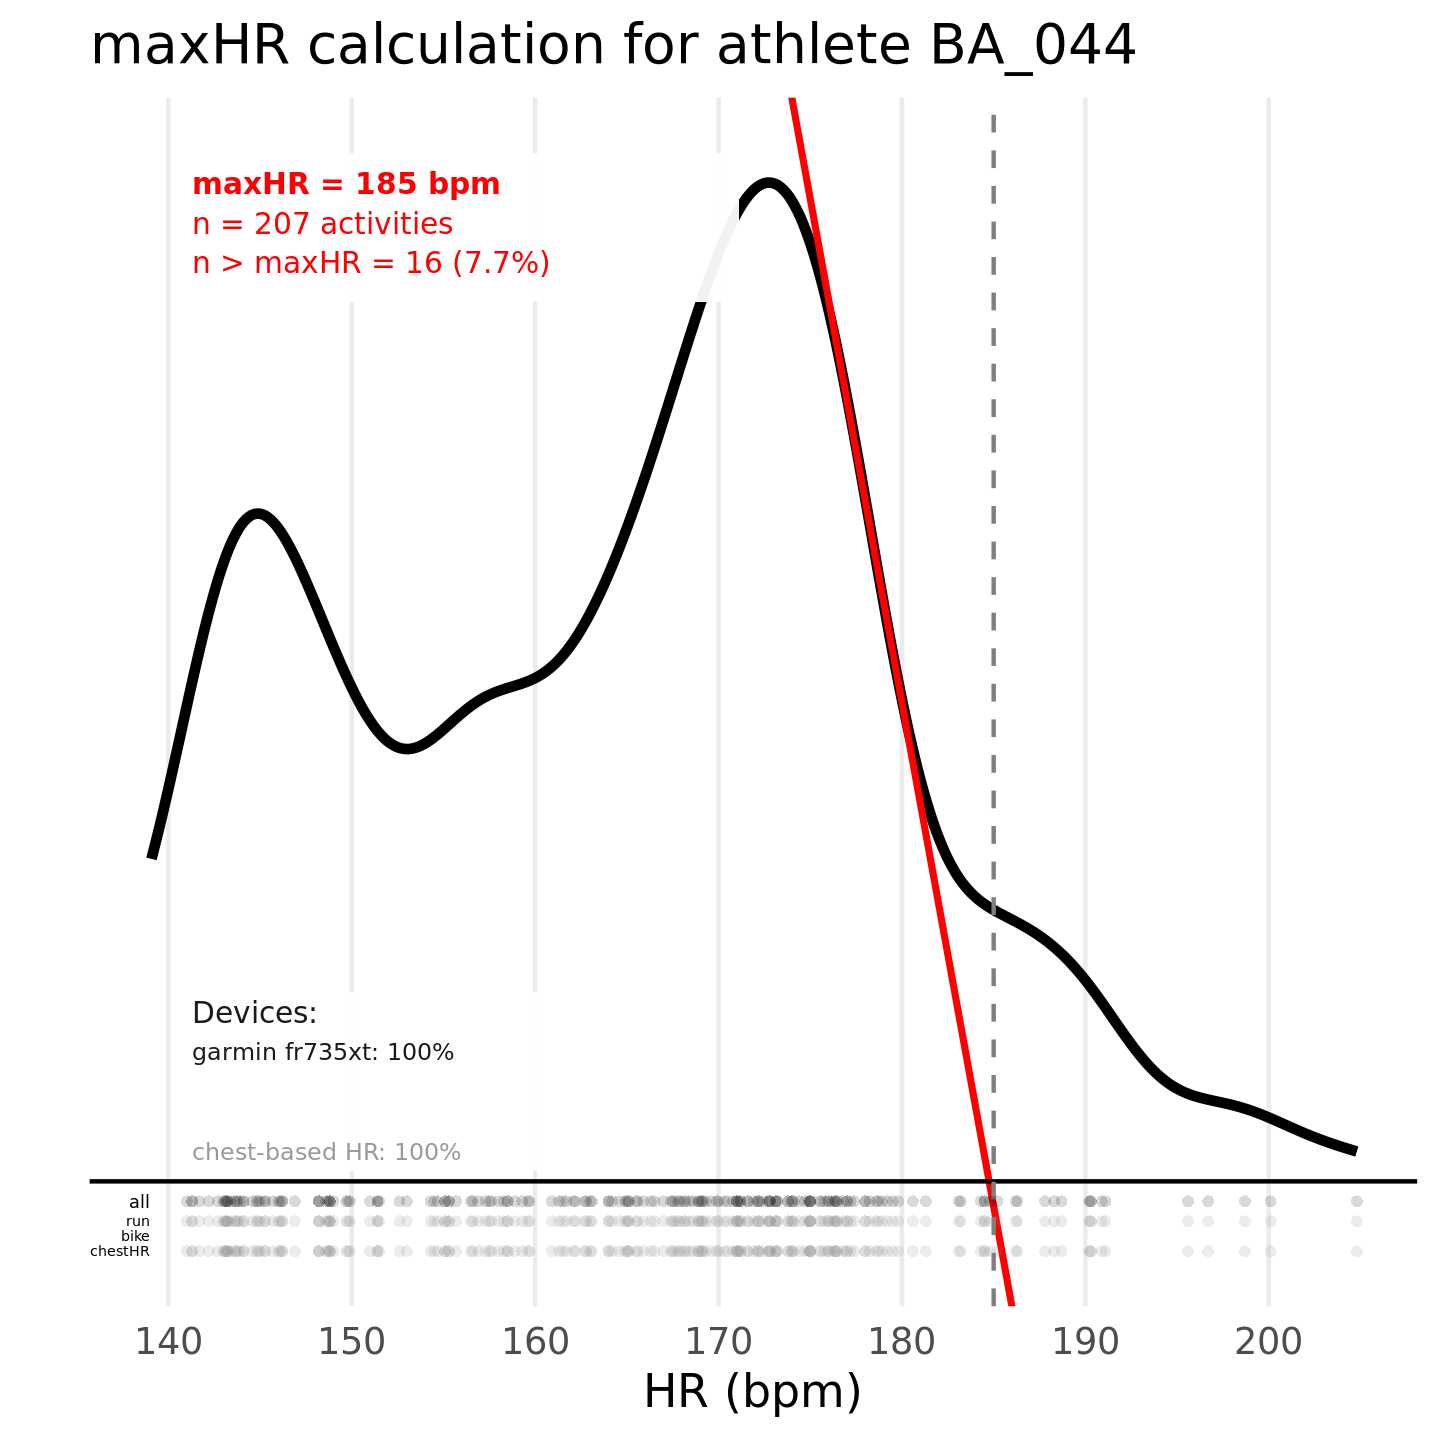 maxHR calculation for athlete BA_044
maxHR = 185 bpm
n = 207 activities
n > maxHR = 16 (7.7%)
Devices:
garmin fr735xt: 100%
chest-based HR: 100%
all
run
bike
chestHR
140 150 160 170 180 190 200
HR (bpm)